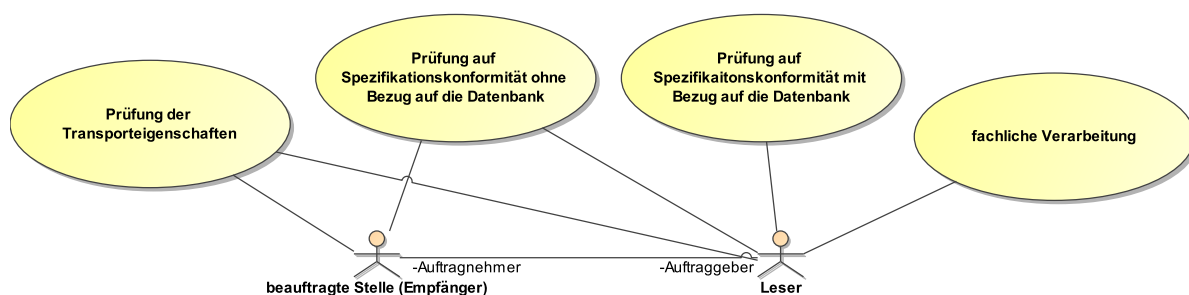 Prüfung der
Transporteigenschaften
Prüfung auf
Spezifikationskonformität ohne
Bezug auf die Datenbank
Prüfung auf
Spezifikaitonskonformität mit
Bezug auf die Datenbank
fachliche Verarbeitung
-Auftragnehmer
-Auftraggeber
beauftragte Stelle (Empfänger)
Leser